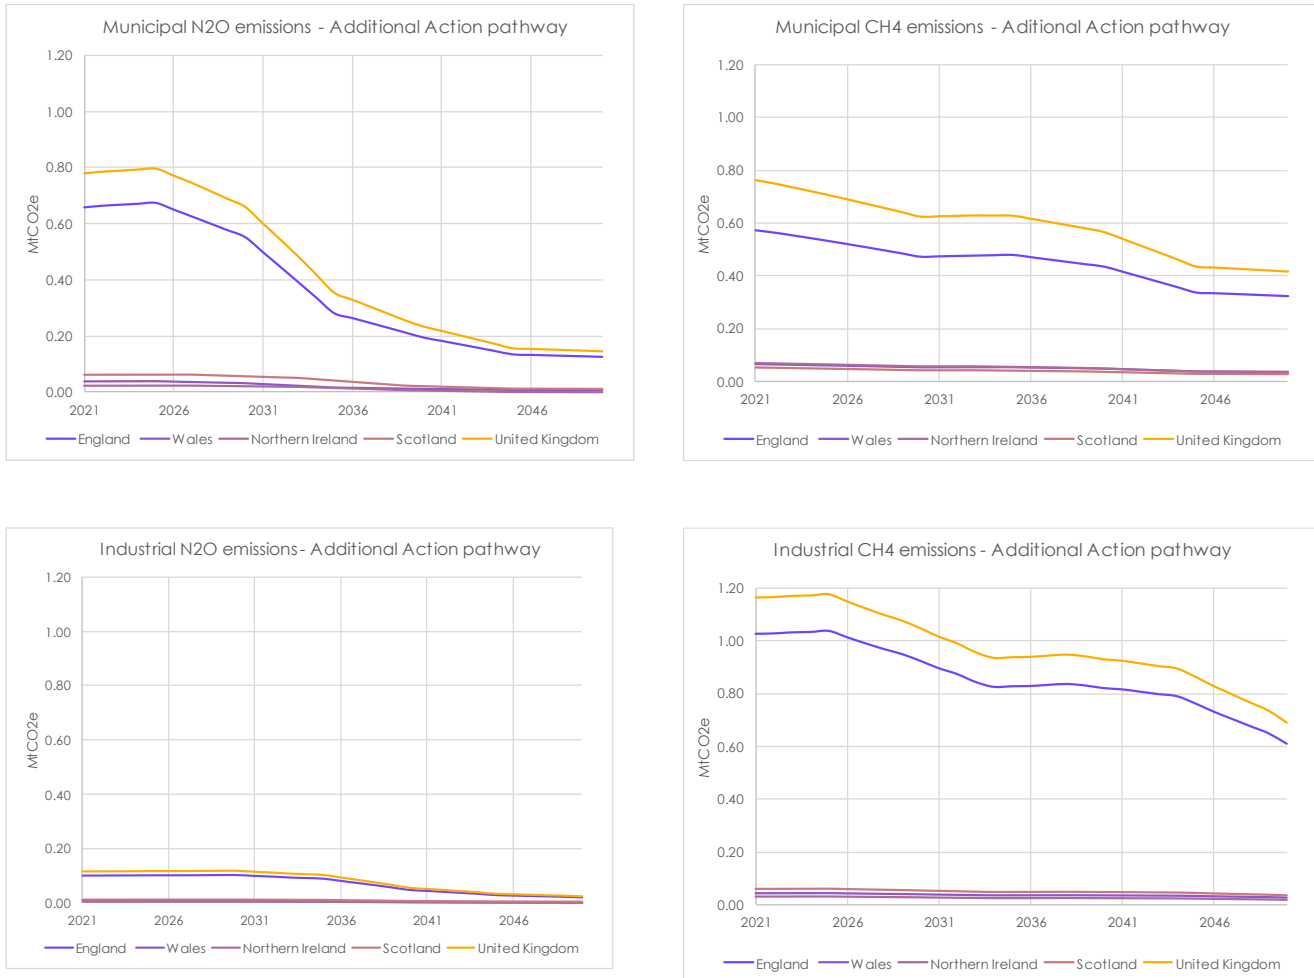 Municipal N2O emissions - Additional Action pathway
1.20
1.00
0.80
0.60
0.40
0.20
0.00
MtCO2e
2021 2026 2031 2036 2041 2046
England Wales Northern Ireland Scotland United Kingdom
Municipal CH4 emissions - Aditional Action pathway
1.20
1.00
0.80
0.60
0.40
0.20
0.00
MtCO2e
2021 2026 2031 2036 2041 2046
England Wales Northern Ireland Scotland United Kingdom
Industrial N2O emissions- Additional Action pathway
1.20
1.00
0.80
0.60
0.40
0.20
0.00
MtCO2e
2021 2026 2031 2036 2041 2046
England Wales Northern Ireland Scotland United Kingdom
Industrial CH4 emissions - Additional Action pathway
1.20
1.00
0.80
0.60
0.40
0.20
0.00
MtCO2e
2021 2026 2031 2036 2041 2046
England Wales Northern Ireland Scotland United Kingdom